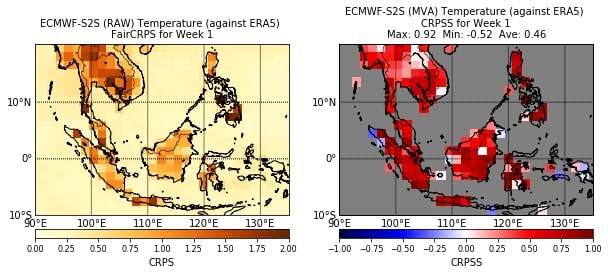 ECMWF-S2S (RAW) Temperature (against ERA5)
FairCRPS for Week 1
10°N
0°
10°S
90°E 100°E 110°E 120°E 130°E
0.00 0.25 0.50 0.75 1.00 1.25 1.50 1.75 2.00
CRPS
ECMWF-S2S (MVA) Temperature (against ERA5)
CRPSS for Week 1
Max: 0.92 Min: -0.52 Ave: 0.46
10°N
0°
10°S
90°E 100°E 110°E 120°E 130°E
−1.00 −0.75 −0.50 −0.25 0.00 0.25 0.50 0.75 1.00
CRPSS